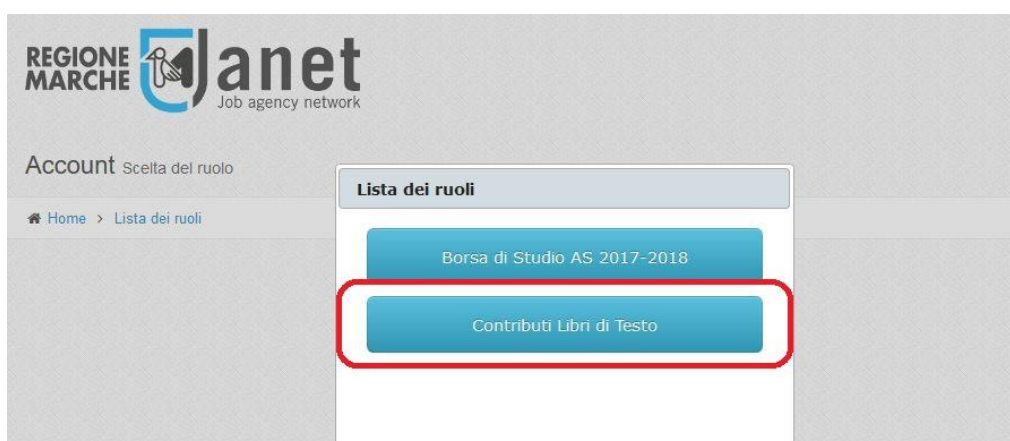 REGIONE
MARCHE
Janet
Job agency network
Account Scelta del ruolo
Home > Lista dei ruoli
Lista dei ruoli
Borsa di Studio AS 2017-2018
Contributi Libri di Testo